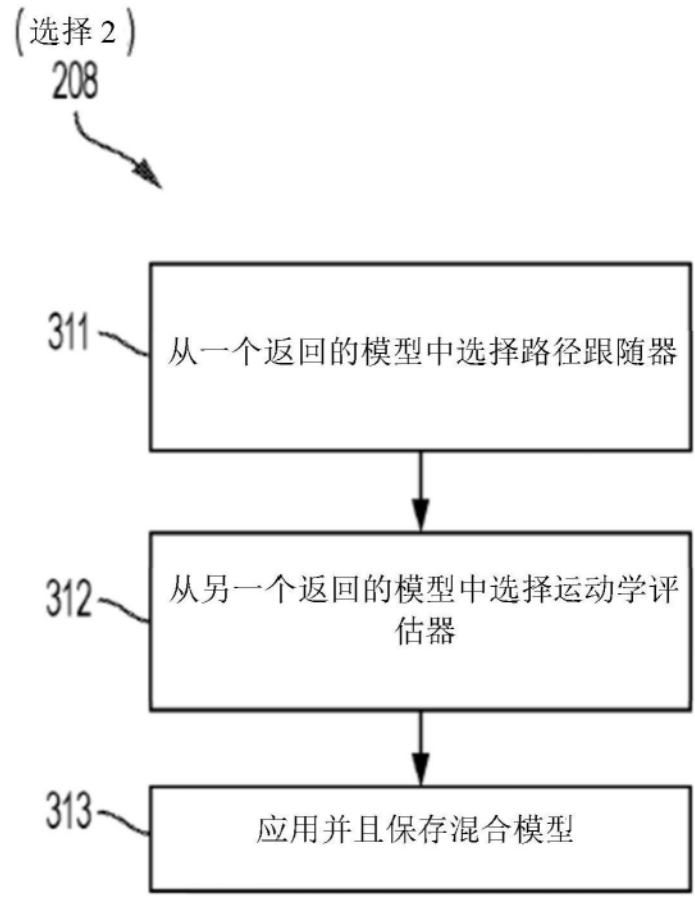 (选择2)
208
311
从一个返回的模型中选择路径跟随器
312
从另一个返回的模型中选择运动学评
估器
313
应用并且保存混合模型